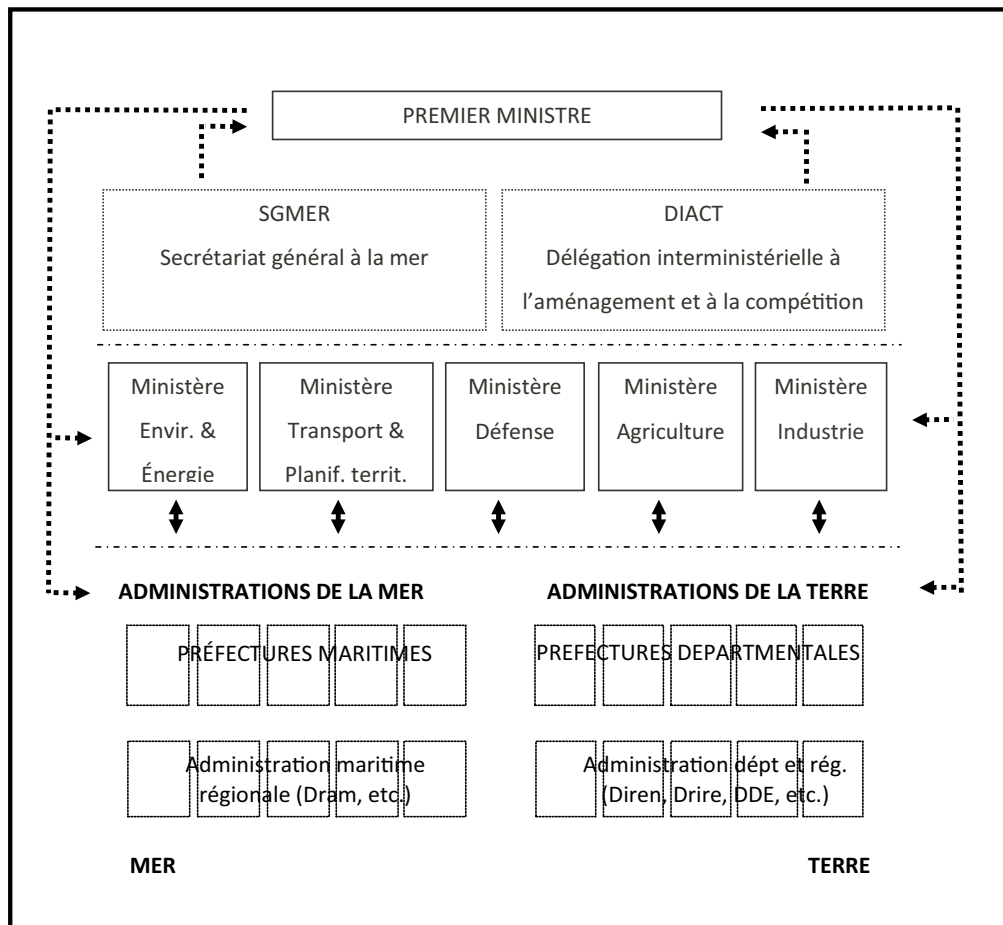 PREMIER MINISTRE
SGMER
Secrétariat général à la mer
DIACT
Délégation interministérielle à
l'aménagement et à la compétition
Ministère
Envir. &
Énergie
Ministère
Transport &
Planif. territ.
Ministère
Défense
Ministère
Agriculture
Ministère
Industrie
ADMINISTRATIONS DE LA MER
ADMINISTRATIONS DE LA TERRE
PRÉFECTURES MARITIMES
PREFECTURES DEPARTMENTALES
Administration maritime
régionale (Dram, etc.)
Administration dépt et rég.
(Diren, Drire, DDE, etc.)
MER
TERRE